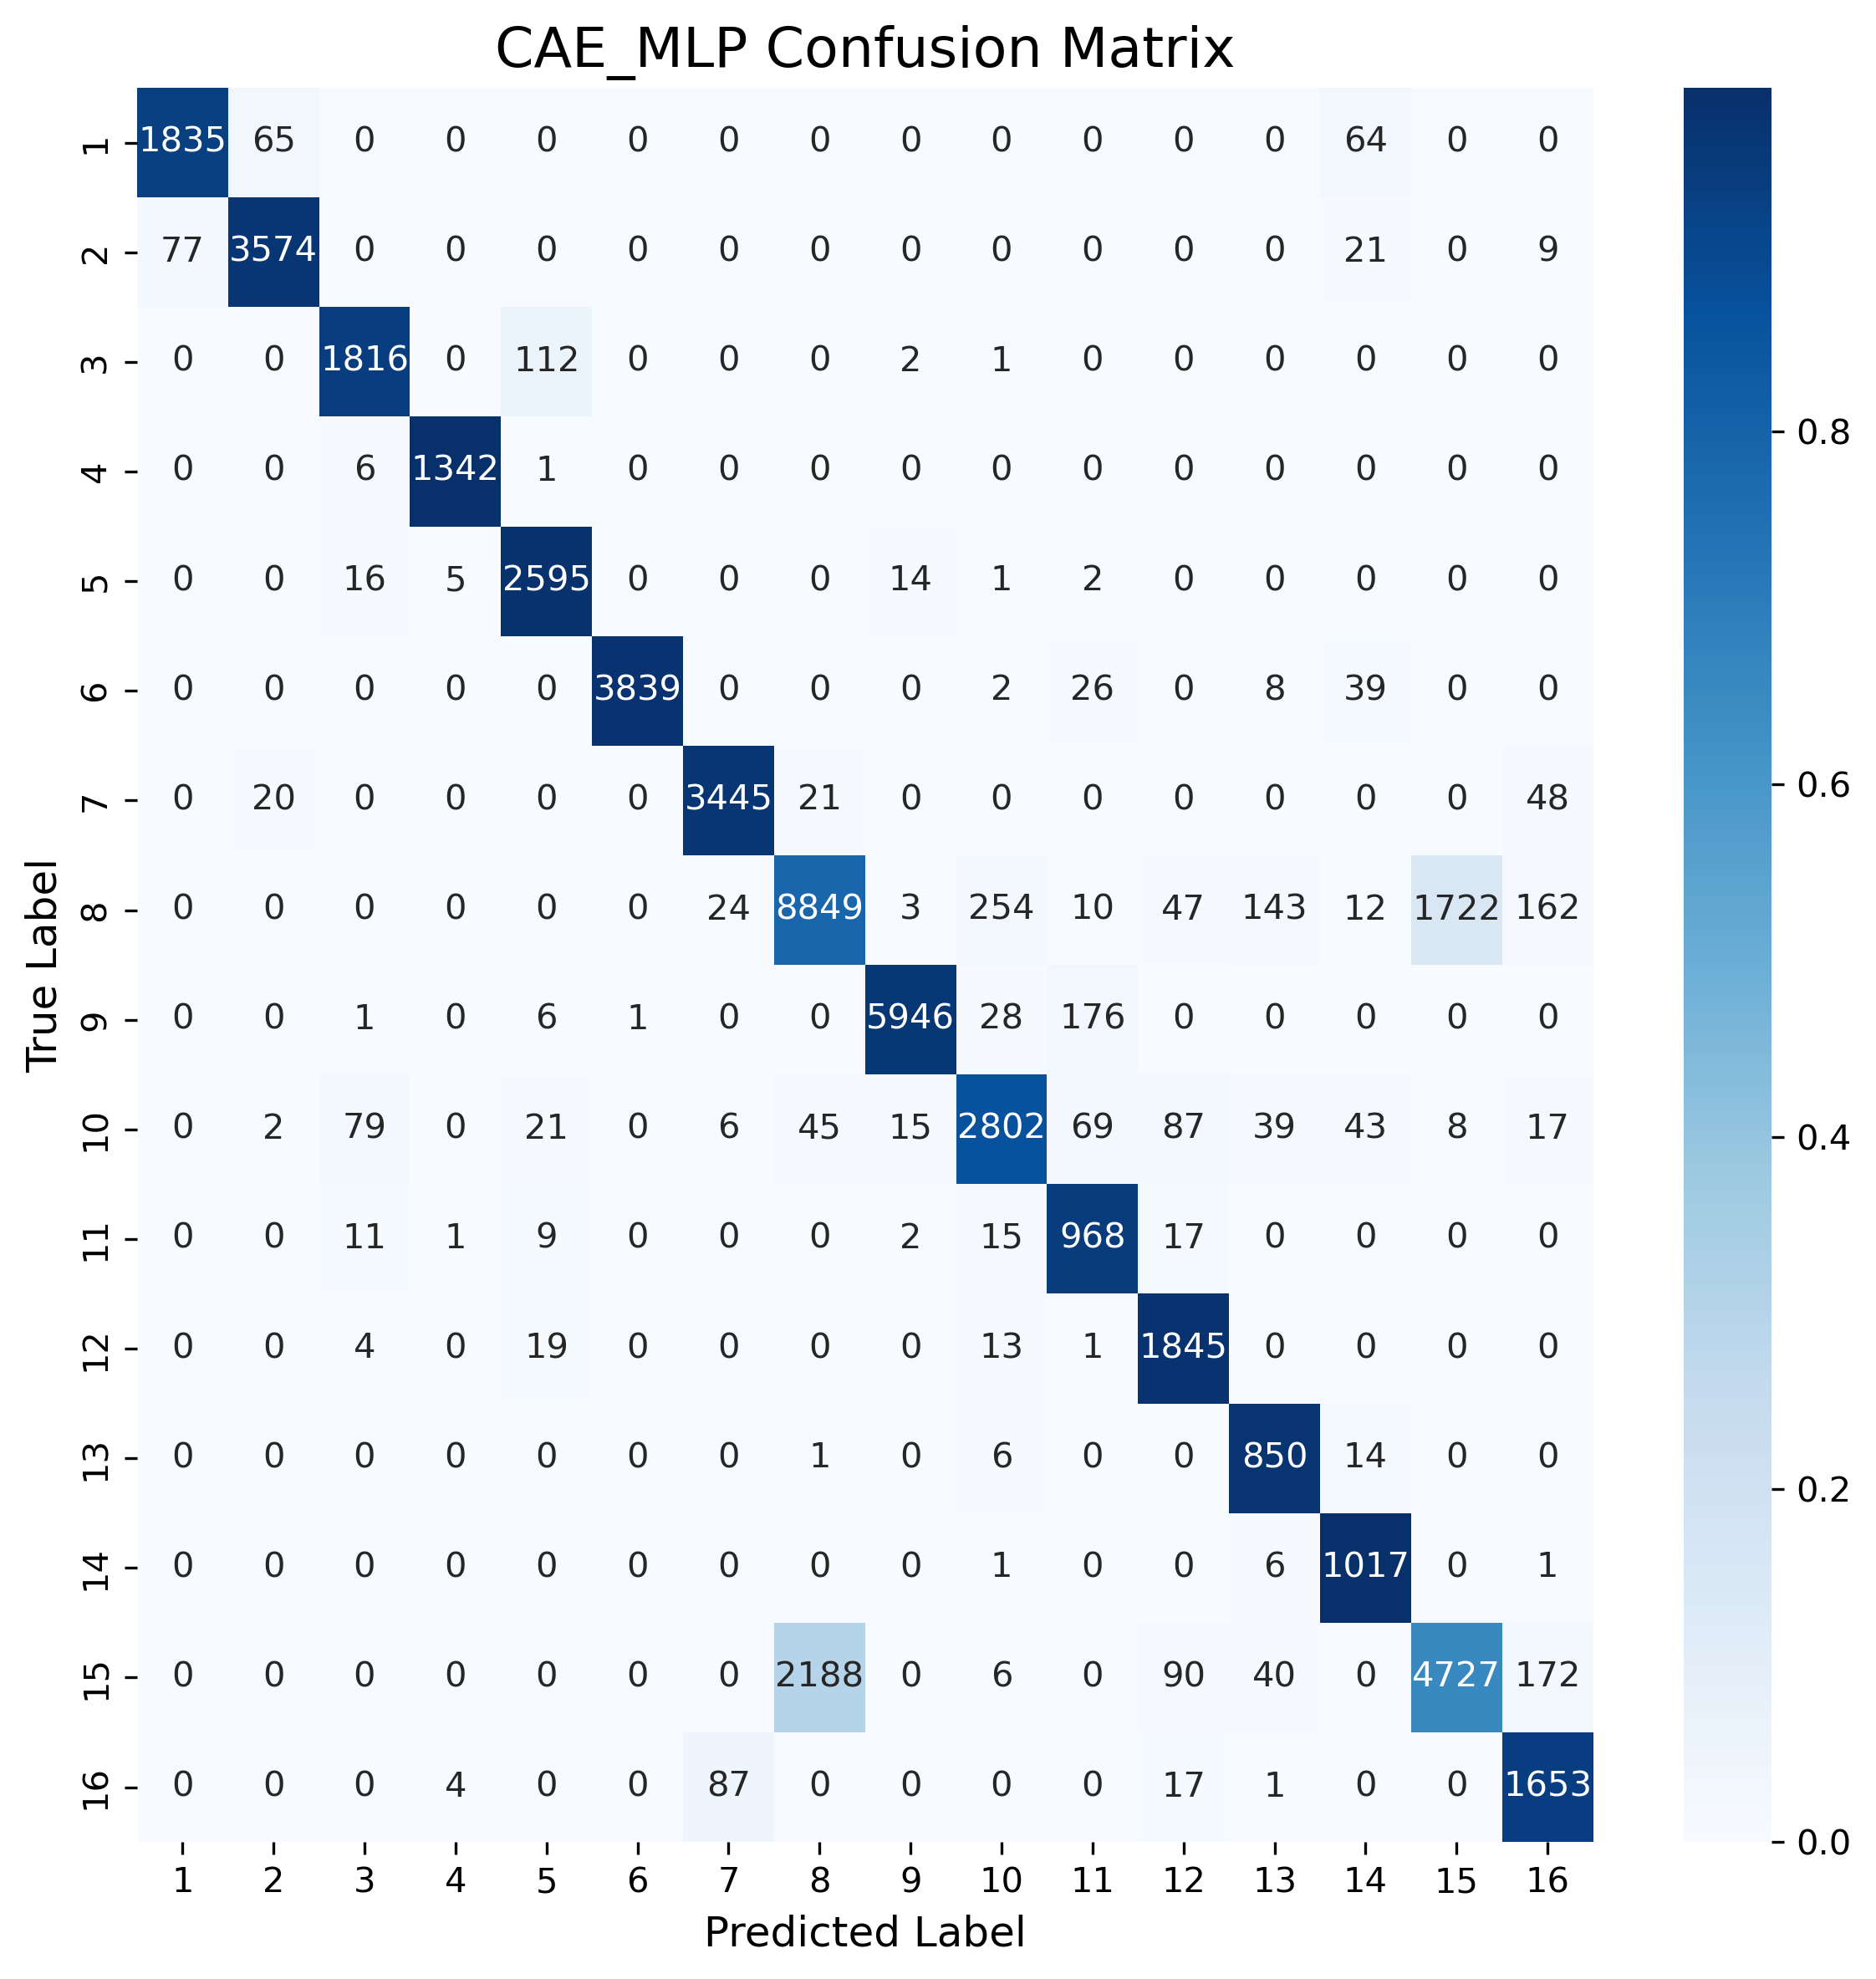 CAE_MLP Confusion Matrix
1 1835 65 0 0 0 0 0 0 0 0 0 0 0 64 0 0
2 77 3574 0 0 0 0 0 0 0 0 0 0 0 21 0 9
3 0 0 1816 0 112 0 0 0 2 1 0 0 0 0 0 0
4 0 0 6 1342 1 0 0 0 0 0 0 0 0 0 0 0
5 0 0 16 5 2595 0 0 0 14 1 2 0 0 0 0 0
6 0 0 0 0 0 3839 0 0 0 2 26 0 8 39 0 0
7 0 20 0 0 0 0 3445 21 0 0 0 0 0 0 0 48
8 0 0 0 0 0 0 24 8849 3 254 10 47 143 12 1722 162
9 0 0 1 0 6 1 0 0 5946 28 176 0 0 0 0 0
10 0 2 79 0 21 0 6 45 15 2802 69 87 39 43 8 17
11 0 0 11 1 9 0 0 0 2 15 968 17 0 0 0 0
12 0 0 4 0 19 0 0 0 0 13 1 1845 0 0 0 0
13 0 0 0 0 0 0 0 1 0 6 0 0 850 14 0 0
14 0 0 0 0 0 0 0 0 0 1 0 0 6 1017 0 1
15 0 0 0 0 0 0 0 2188 0 6 0 90 40 0 4727 172
16 0 0 0 4 0 0 87 0 0 0 0 17 1 0 0 1653
1 2 3 4 5 6 7 8 9 10 11 12 13 14 15 16
Predicted Label
True Label
0.8
0.6
0.4
0.2
0.0